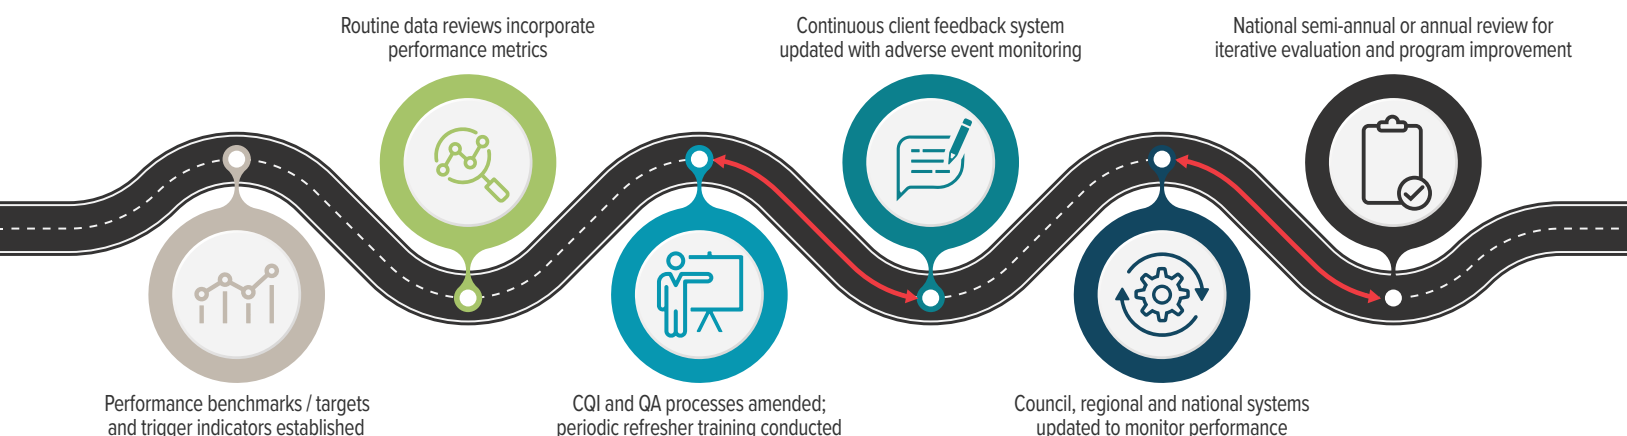 Routine data reviews incorporate
performance metrics
Continuous client feedback system
updated with adverse event monitoring
National semi-annual or annual review for
iterative evaluation and program improvement
Performance benchmarks / targets
and trigger indicators established
CQI and QA processes amended;
periodic refresher training conducted
Council, regional and national systems
updated to monitor performance